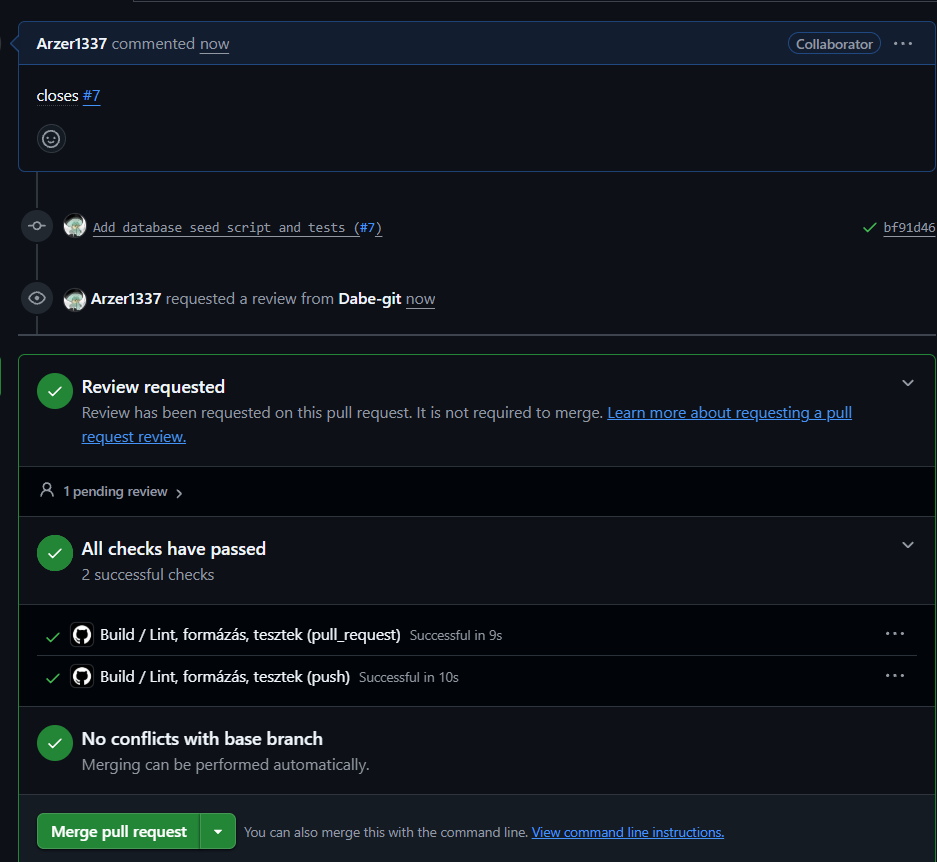 Arzer1337 commented now
Collaborator
closes #7
Add database seed script and tests (#7)
bf91d46
Arzer1337 requested a review from Dabe-git now
Review requested
Review has been requested on this pull request. It is not required to merge. Learn more about requesting a pull
request review.
1 pending review
All checks have passed
2 successful checks
Build / Lint, formázás, tesztek (pull_request) Successful in 9s
Build / Lint, formázás, tesztek (push) Successful in 10s
No conflicts with base branch
Merging can be performed automatically.
Merge pull request
You can also merge this with the command line. View command line instructions.